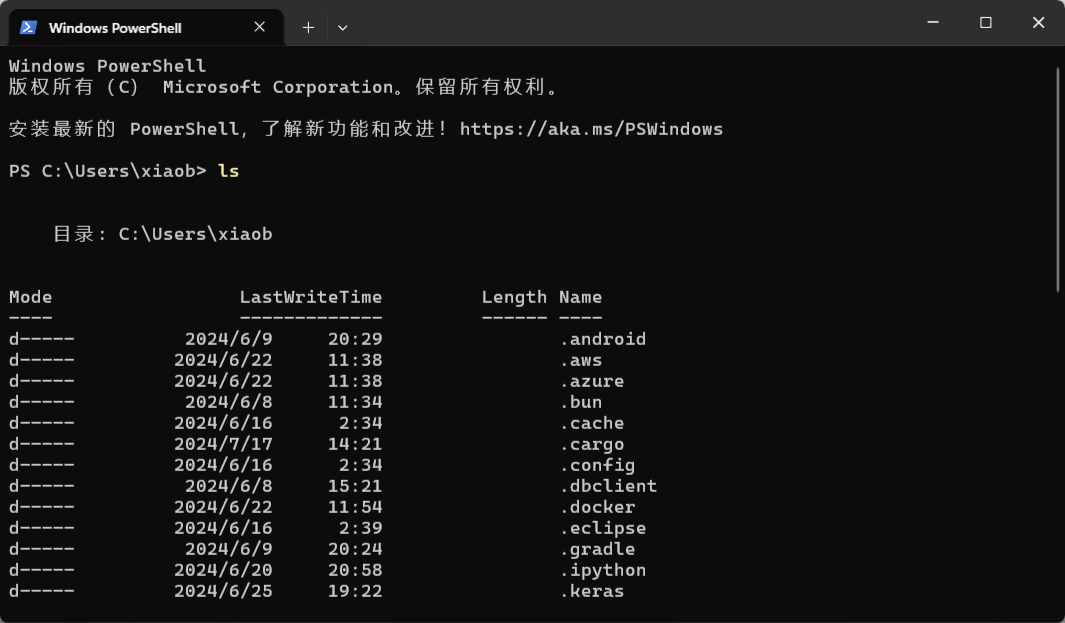 Windows PowerShell
Windows PowerShell
版权所有 (C)  Microsoft Corporation。保留所有权利。
安装最新的 PowerShell，了解新功能和改进！https://aka.ms/PSWindows
PS C:\Users\xiaob> ls
目录: C:\Users\xiaob
Mode                 LastWriteTime         Length Name
----                 -------------         ------ ----
d-----          2024/6/9     20:29                .android
d-----         2024/6/22     11:38                .aws
d-----         2024/6/22     11:38                .azure
d-----          2024/6/8     11:34                .bun
d-----         2024/6/16      2:34                .cache
d-----         2024/7/17     14:21                .cargo
d-----         2024/6/16      2:34                .config
d-----          2024/6/8     15:21                .dbclient
d-----         2024/6/22     11:54                .docker
d-----         2024/6/16      2:39                .eclipse
d-----          2024/6/9     20:24                .gradle
d-----         2024/6/20     20:58                .ipython
d-----         2024/6/25     19:22                .keras